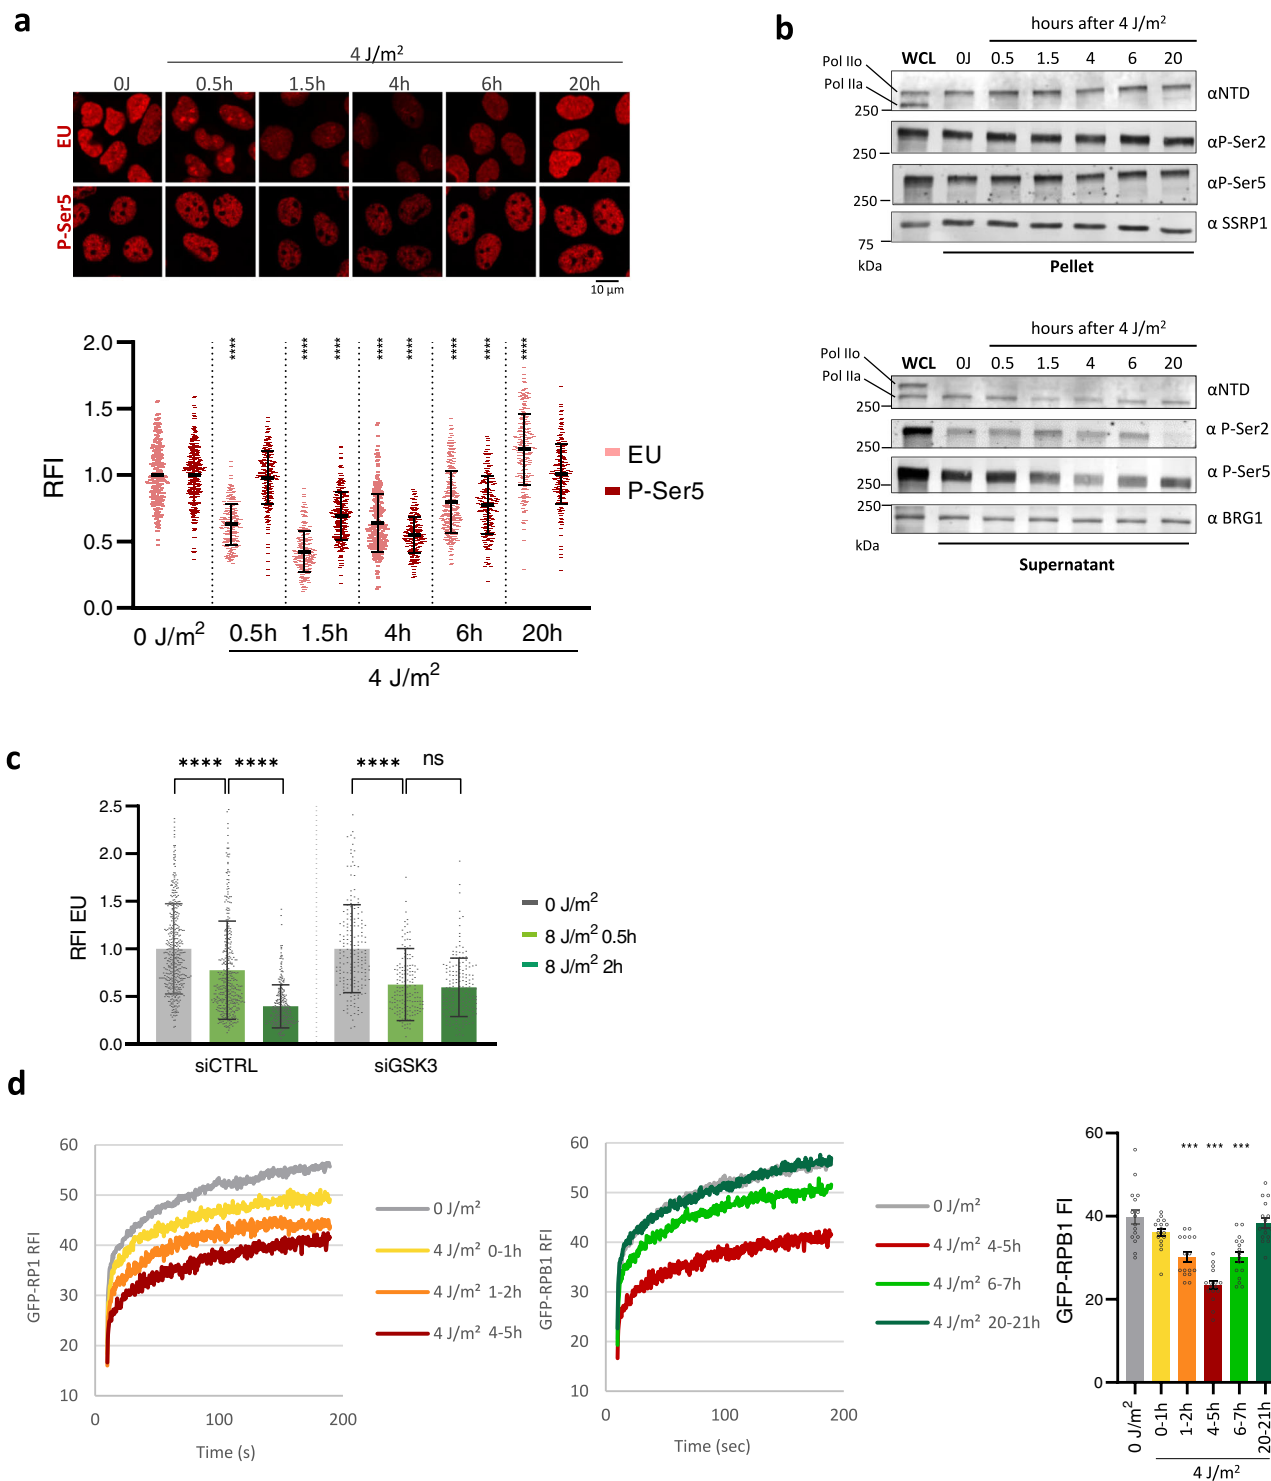 a
4 J/m²
0J 0.5h 1.5h 4h 6h 20h
EU
P-Ser5
10 µm
2.0
1.5
1.0
0.5
0.0
RFI
**** **** **** **** **** **** **** ****
EU
P-Ser5
0 J/m² 0.5h 1.5h 4h 6h 20h
4 J/m²
b
hours after 4 J/m²
WCL 0J 0.5 1.5 4 6 20
Pol IIo
Pol IIa
250
αNTD
250
αP-Ser2
250
αP-Ser5
75
α SSRP1
kDa
Pellet
hours after 4 J/m²
WCL 0J 0.5 1.5 4 6 20
Pol IIo
Pol IIa
250
αNTD
250
α P-Ser2
250
α P-Ser5
250
α BRG1
kDa
Supernatant
c
**** **** **** ns
2.5
2.0
1.5
1.0
0.5
0.0
RFI EU
siCTRL siGSK3
0 J/m²
8 J/m² 0.5h
8 J/m² 2h
d
60
50
40
30
20
10
GFP-RP1 RFI
0 100 200
Time (s)
0 J/m²
4 J/m² 0-1h
4 J/m² 1-2h
4 J/m² 4-5h
60
50
40
30
20
10
GFP-RPB1 RFI
0 100 200
Time (sec)
0 J/m²
4 J/m² 4-5h
4 J/m² 6-7h
4 J/m² 20-21h
60
40
20
0
GFP-RPB1 FI
*** *** ***
0 J/m² 0-1h 1-2h 4-5h 6-7h 20-21h
4 J/m²